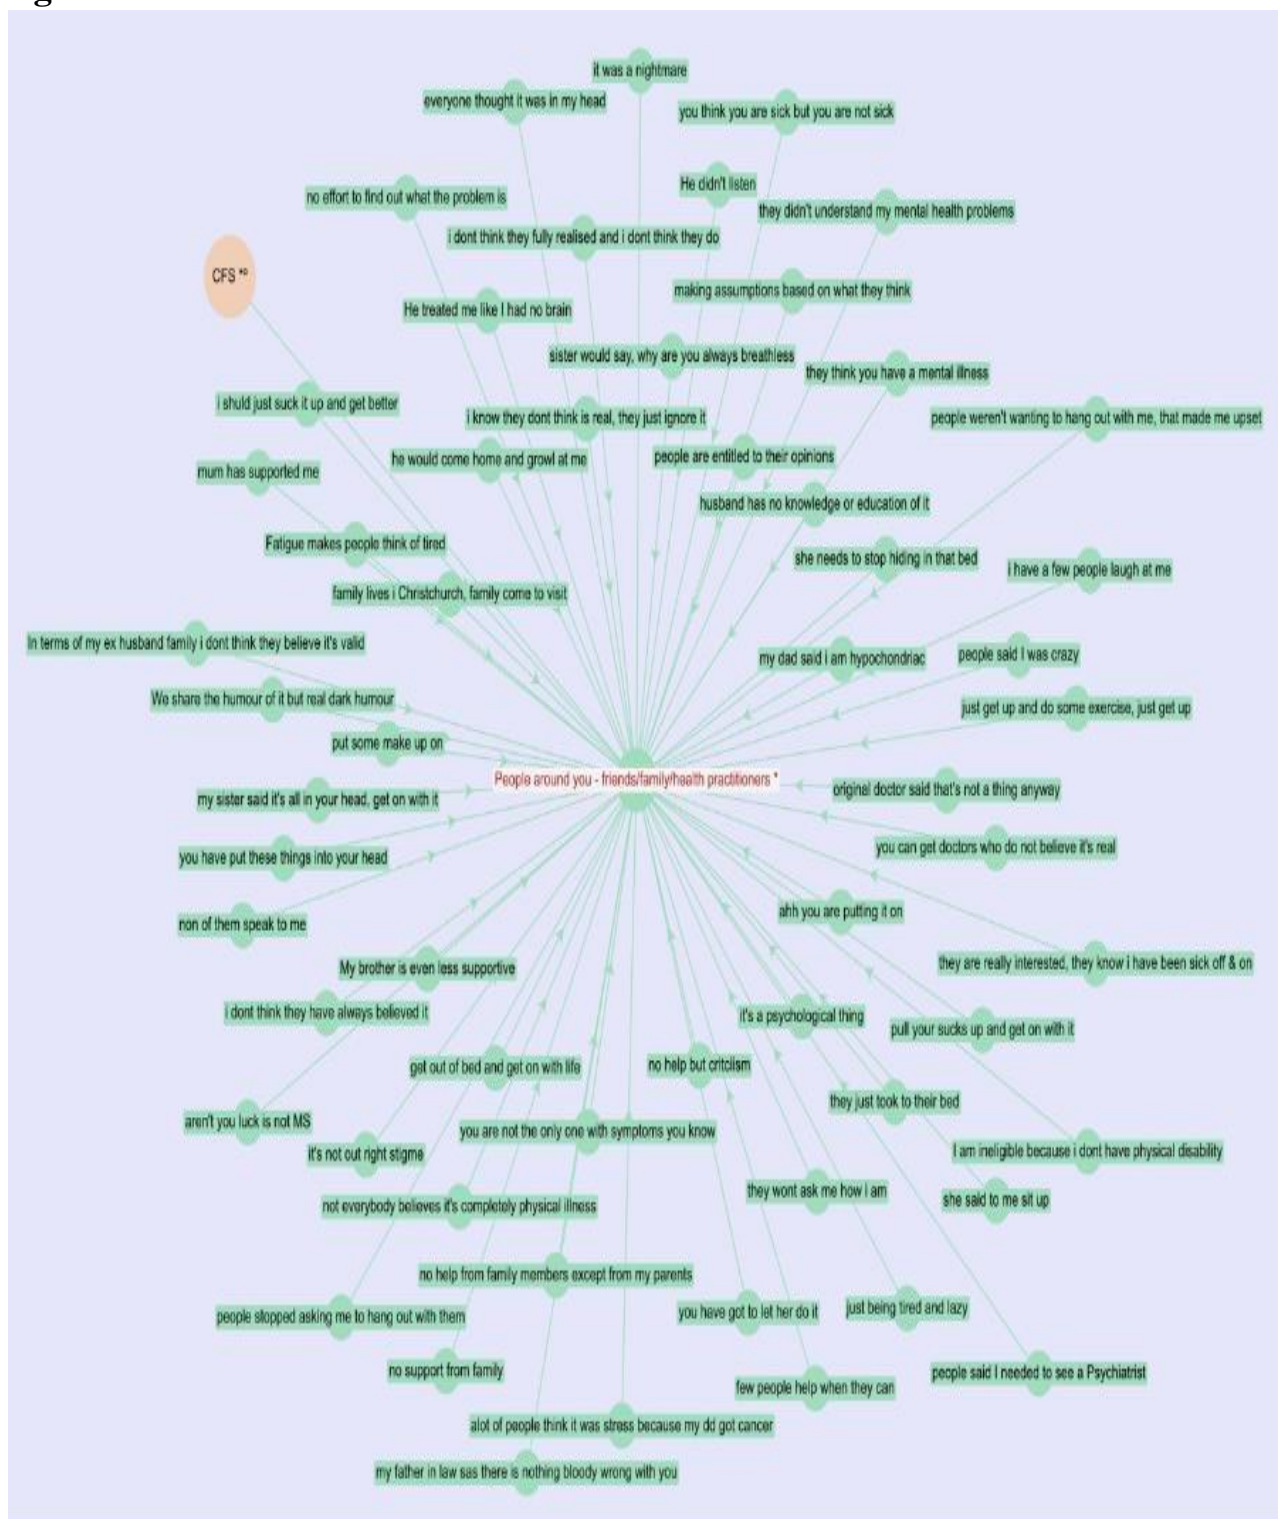 it was a nightmare
everyone thought it was in my head
you think you are sick but you are not sick
He didn't listen
no effort to find out what the problem is
they didn't understand my mental health problems
i dont think they fully realised and i dont think they do
CFS
making assumptions based on what they think
He treated me like I had no brain
sister would say, why are you always breathless
they think you have a mental illness
i shuld just suck it up and get better
i know they dont think is real, they just ignore it
people weren't wanting to hang out with me, that made me upset
he would come home and growl at me
people are entitled to their opinions
mum has supported me
husband has no knowledge or education of it
Fatigue makes people think of tired
she needs to stop hiding in that bed
i have a few people laugh at me
family lives i Christchurch, family come to visit
In terms of my ex husband family i dont think they believe it's valid
my dad said i am hypochondriac
people said I was crazy
We share the humour of it but real dark humour
just get up and do some exercise, just get up
put some make up on
People around you - friends/family/health practitioners *
original doctor said that's not a thing anyway
my sister said it's all in your head, get on with it
you can get doctors who do not believe it's real
you have put these things into your head
ahh you are putting it on
non of them speak to me
they are really interested, they know i have been sick off & on
My brother is even less supportive
i dont think they have always believed it
it's a psychological thing
pull your sucks up and get on with it
get out of bed and get on with life
no help but critcIism
they just took to their bed
aren't you luck is not MS
you are not the only one with symptoms you know
it's not out right stigme
I am ineligible because i dont have physical disability
they wont ask me how i am
she said to me sit up
not everybody believes it's completely physical illness
no help from family members except from my parents
people stopped asking me to hang out with them
you have got to let her do it
just being tired and lazy
no support from family
few people help when they can
people said I needed to see a Psychiatrist
alot of people think it was stress because my dd got cancer
my father in law sas there is nothing bloody wrong with you